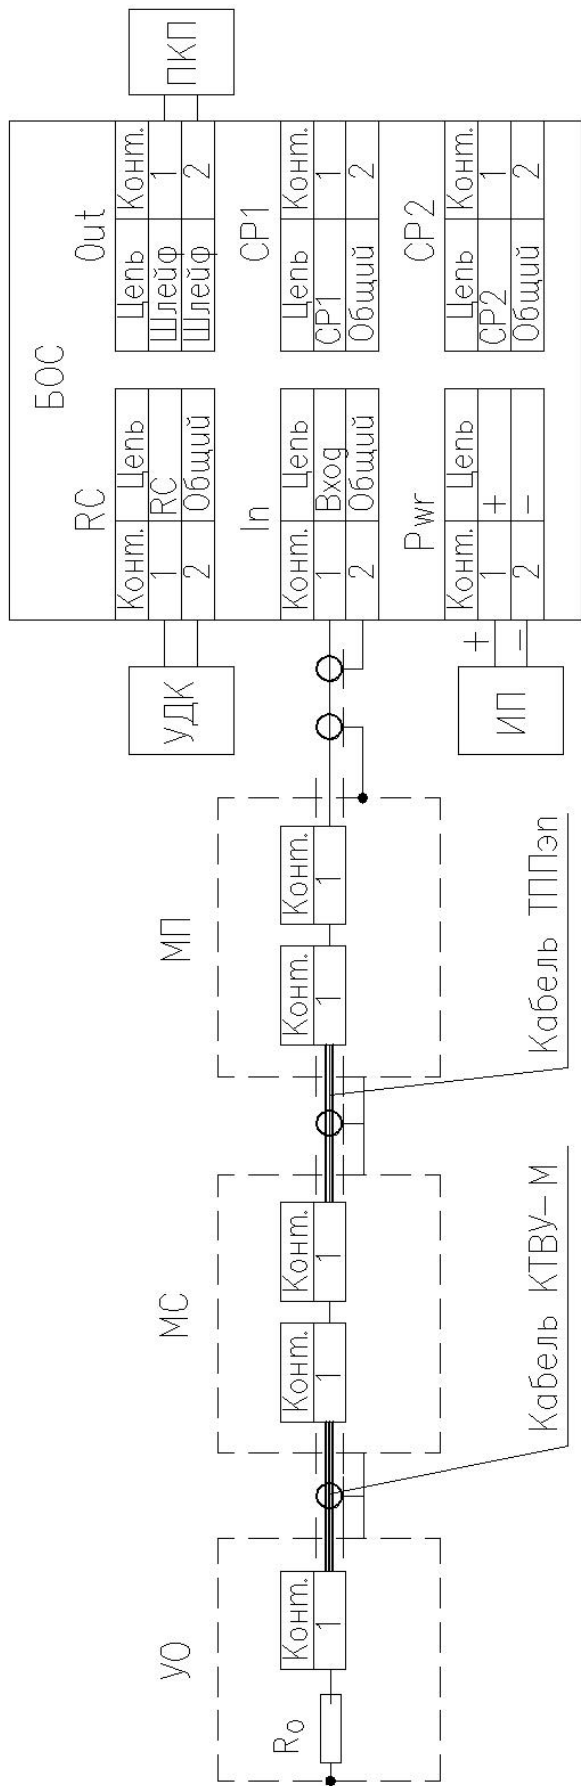 УО
R₀
Конт.
1
Кабель КТВУ-М
МС
Конт.
1
Конт.
1
Кабель ТППэп
МП
Конт.
1
Конт.
1
УДК
ИП
+
−
БОС
RC
Конт. Цепь
1 RC
2 Общий
Out
Цепь Конт.
Шлейф 1
Шлейф 2
In
Конт. Цепь
1 Вход
2 Общий
СР1
Цепь Конт.
СР1 1
Общий 2
Pwr
Конт. Цепь
1 +
2 −
СР2
Цепь Конт.
СР2 1
Общий 2
ПКП